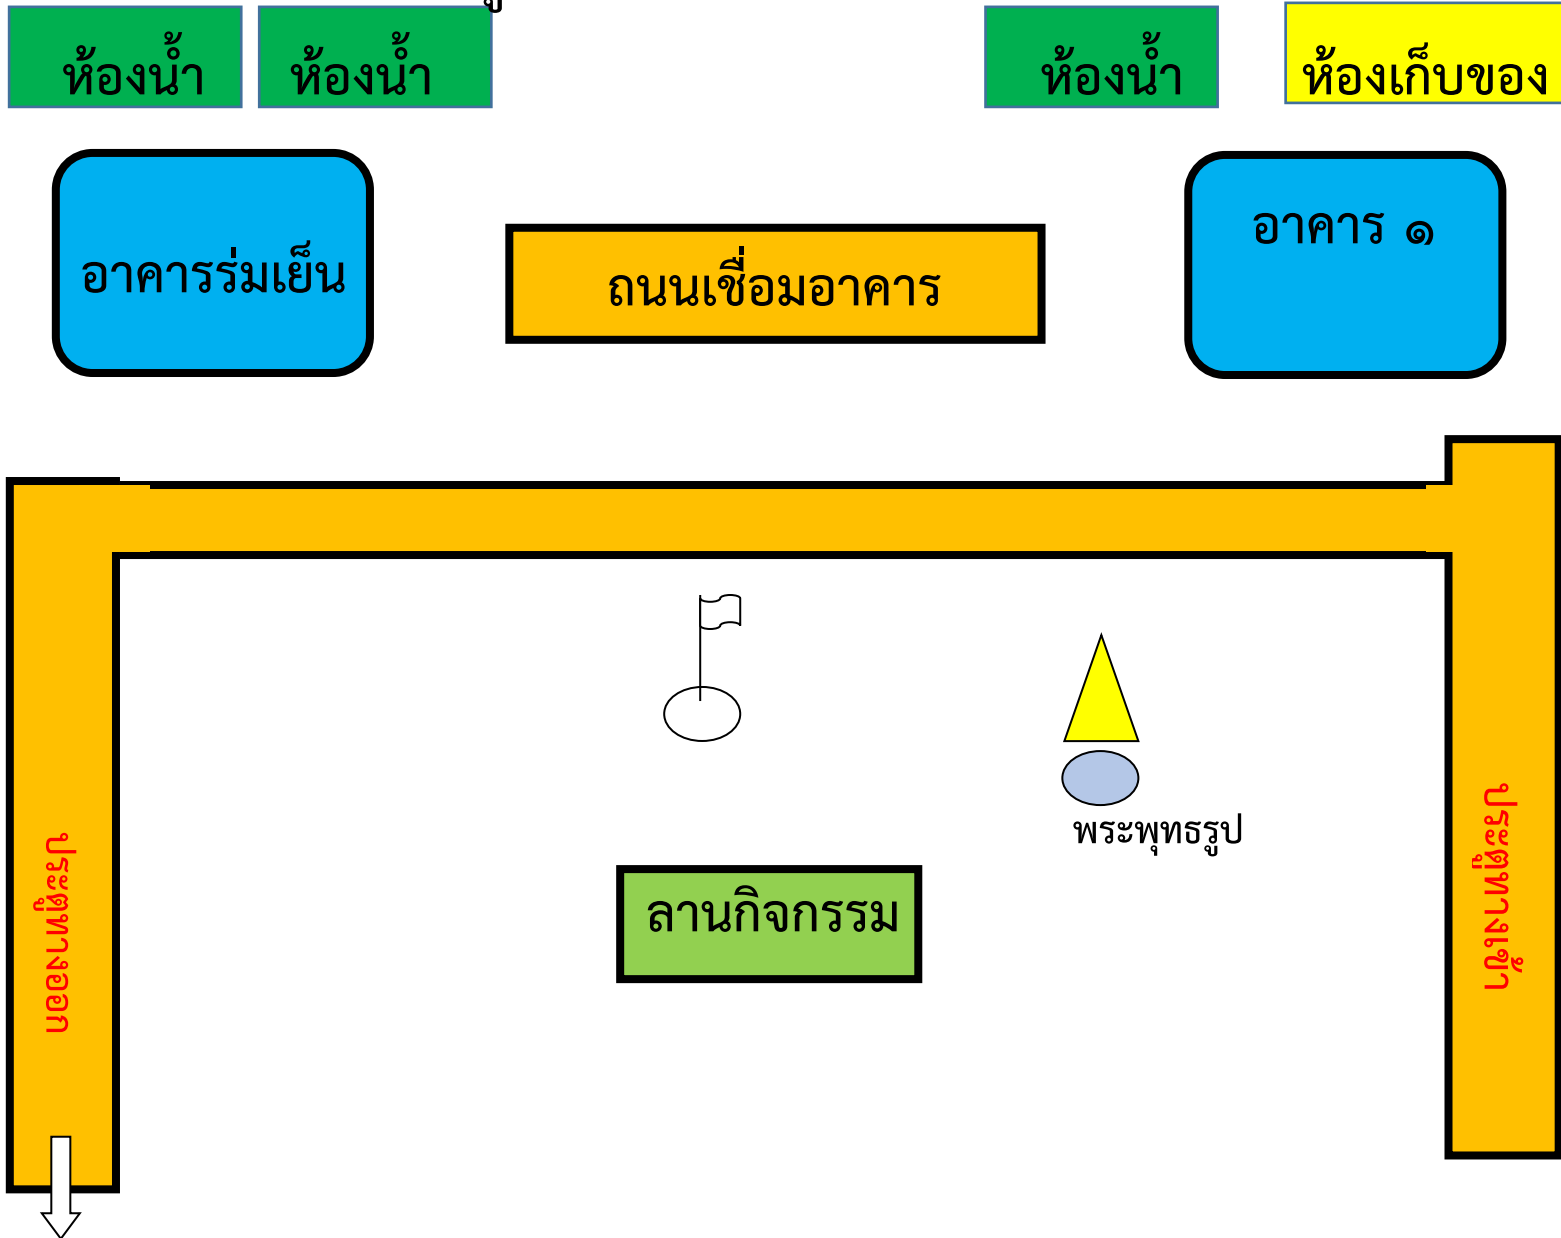 ห้องน้ำ
ห้องน้ำ
ห้องน้ำ
ห้องเก็บของ
อาคารร่มเย็น
ถนนเชื่อมอาคาร
อาคาร ๑
พระพุทธรูป
ลานกิจกรรม
ประตูทางออก
ประตูทางเข้า